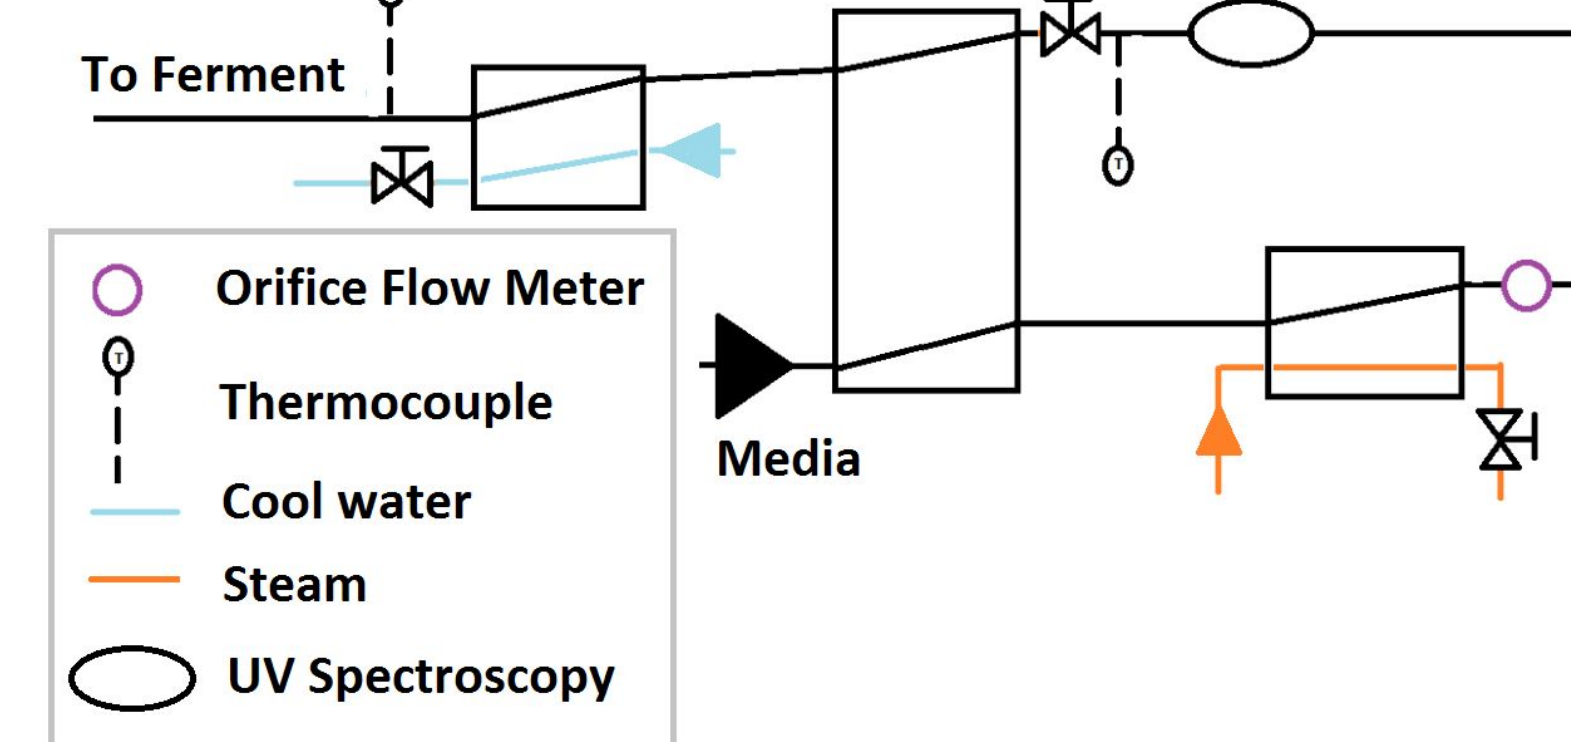 To Ferment
T
Orifice Flow Meter
T
Thermocouple
Media
Cool water
Steam
UV Spectroscopy